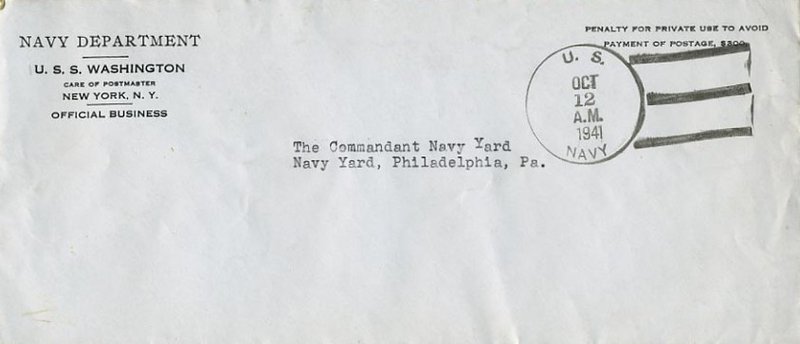 NAVY DEPARTMENT
U. S. S. WASHINGTON
CARE OF POSTMASTER
NEW YORK, N. Y.
OFFICIAL BUSINESS
PENALTY FOR PRIVATE USE TO AVOID
PAYMENT OF POSTAGE, $300.
U. S.
OCT
12
A.M.
1941
NAVY
The Commandant Navy Yard
Navy Yard, Philadelphia, Pa.